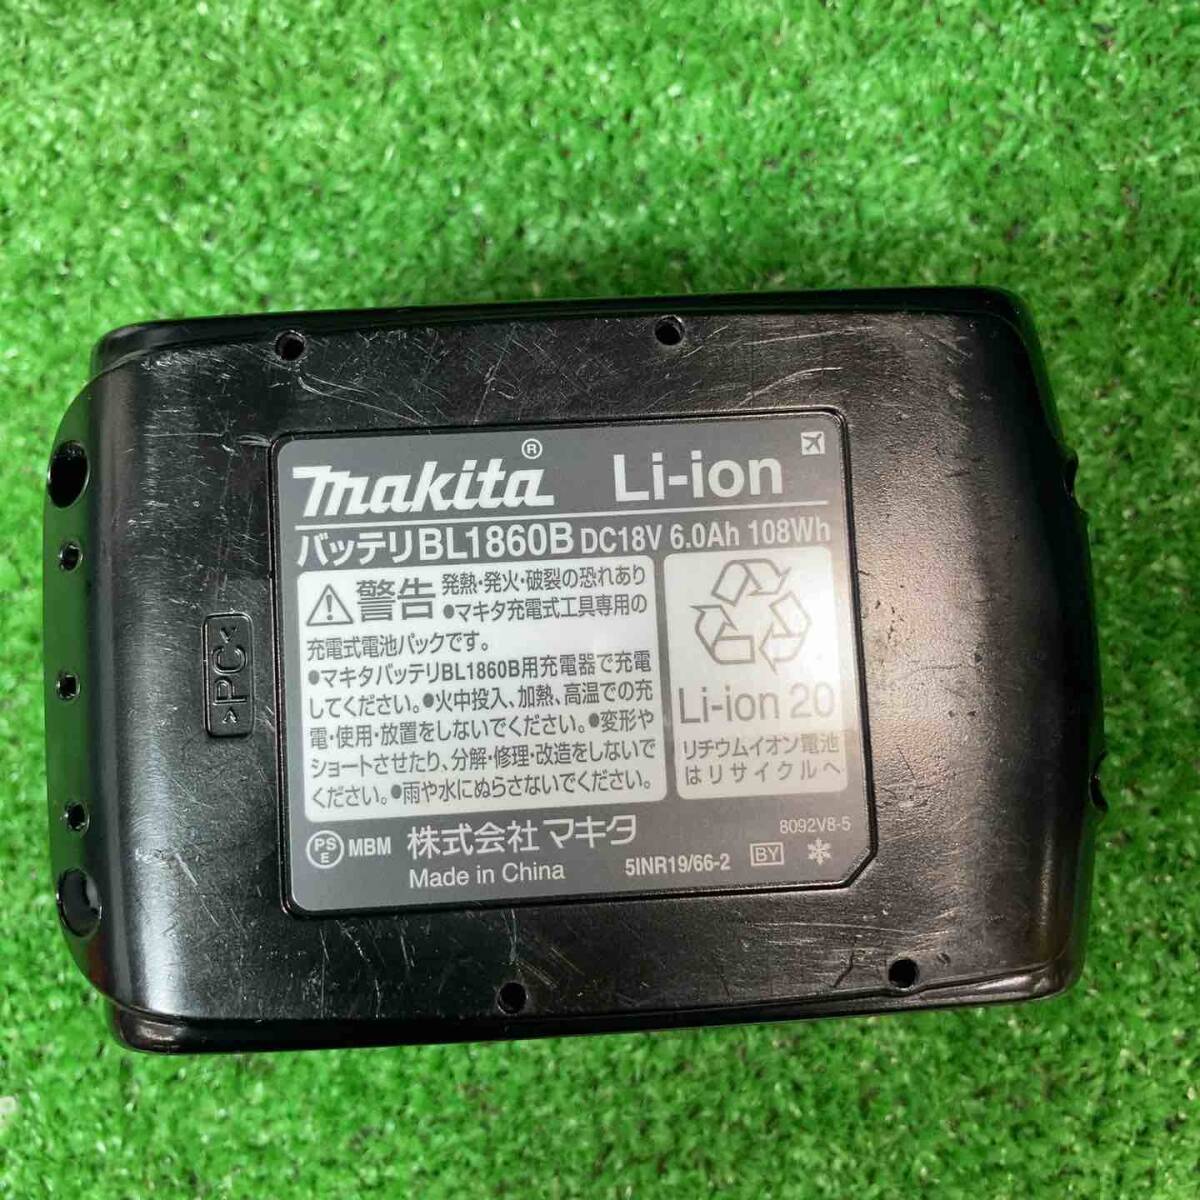 makita® Li-ion
バッテリBL1860B DC18V 6.0Ah 108Wh
警告 発熱・発火・破裂の恐れあり
●マキタ充電式工具専用の
充電式電池パックです。
●マキタバッテリBL1860B用充電器で充電
してください。●火中投入、加熱、高温での充
電・使用・放置をしないでください。●変形や
ショートさせたり、分解・修理・改造をしないで
ください。●雨や水にぬらさないでください。
Li-ion 20
リチウムイオン電池
はリサイクルへ
PS
E
MBM 株式会社マキタ
Made in China
8092V8-5
5INR19/66-2 BY
>PC<